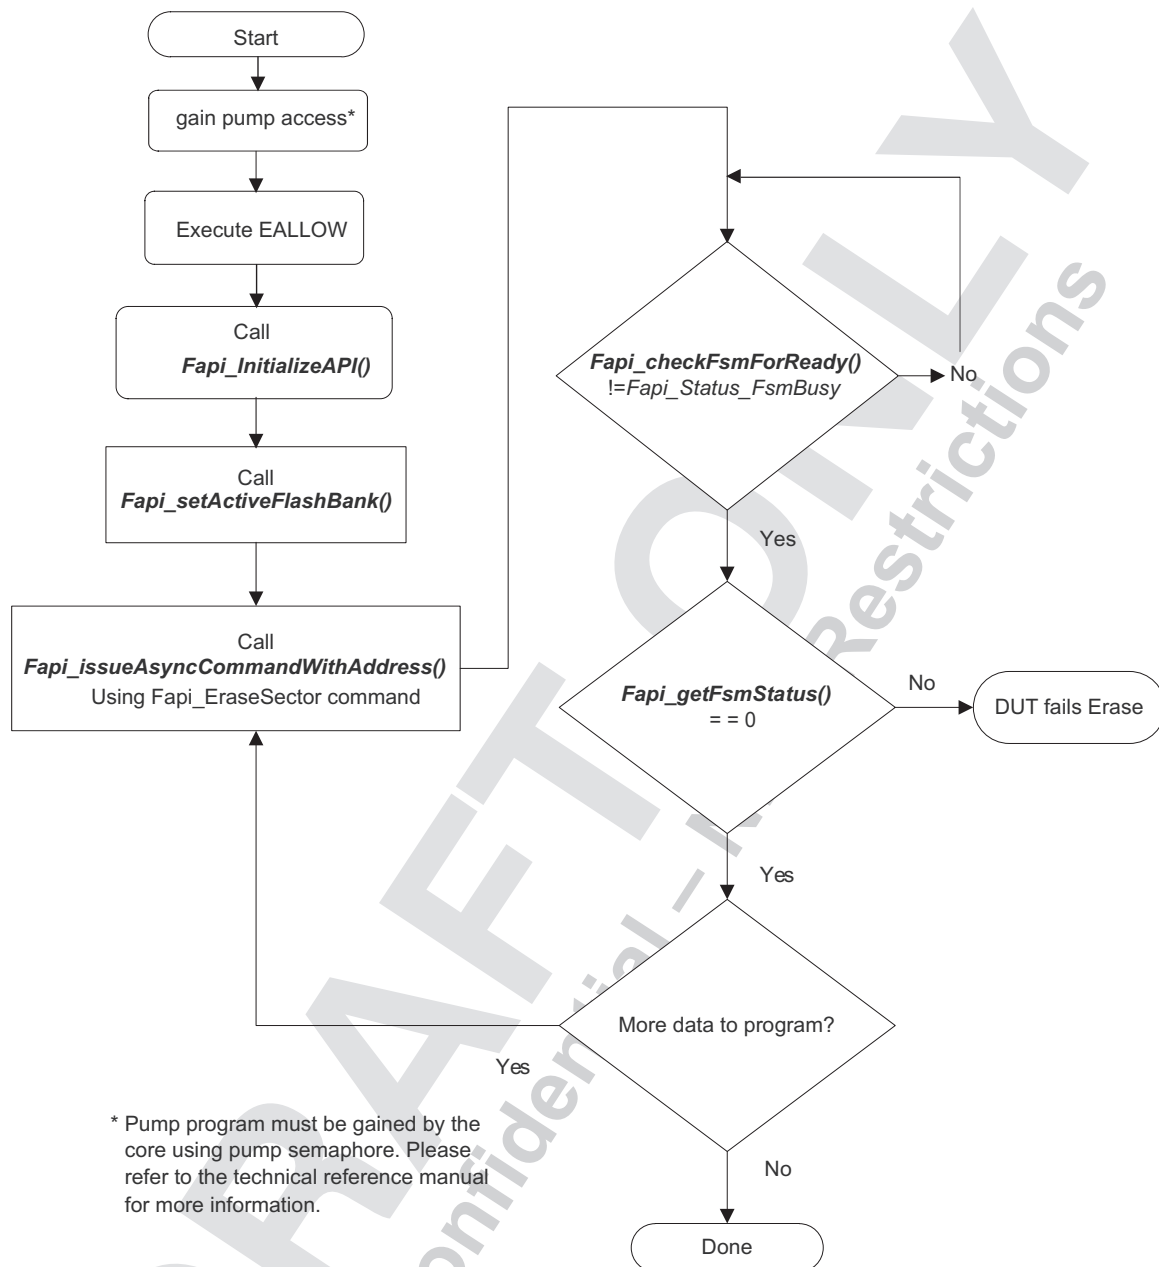 Start
gain pump access*
Execute EALLOW
Call
Fapi_InitializeAPI()
Call
Fapi_setActiveFlashBank()
Call
Fapi_issueAsyncCommandWithAddress()
Using Fapi_EraseSector command
Fapi_checkFsmForReady()
!=Fapi_Status_FsmBusy
No
Yes
Fapi_getFsmStatus()
= = 0
No
DUT fails Erase
Yes
More data to program?
Yes
No
Done
* Pump program must be gained by the
core using pump semaphore. Please
refer to the technical reference manual
for more information.
Restrictions